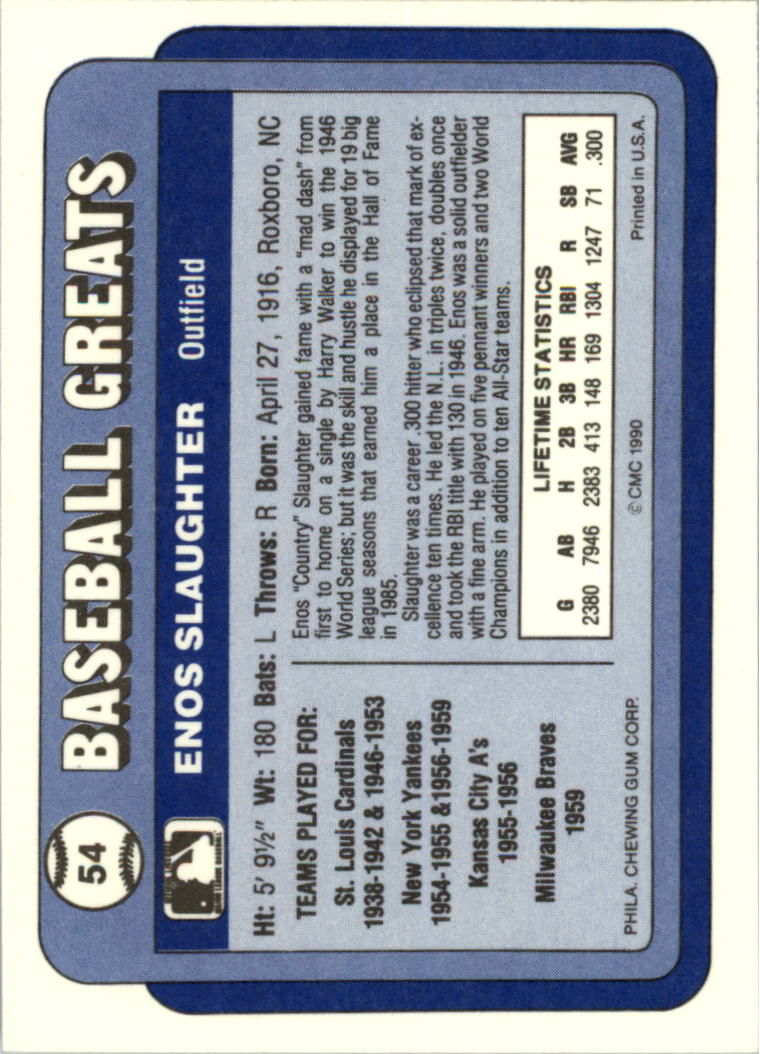 54
BASEBALL GREATS
ENOS SLAUGHTER Outfield
Ht: 5' 9½" Wt: 180 Bats: L Throws: R Born: April 27, 1916, Roxboro, NC
TEAMS PLAYED FOR:
St. Louis Cardinals
1938-1942 & 1946-1953
New York Yankees
1954-1955 &1956-1959
Kansas City A's
1955-1956
Milwaukee Braves
1959
Enos "Country" Slaughter gained fame with a "mad dash" from
first to home on a single by Harry Walker to win the 1946
World Series; but it was the skill and hustle he displayed for 19 big
league seasons that earned him a place in the Hall of Fame
in 1985.
Slaughter was a career .300 hitter who eclipsed that mark of ex-
cellence ten times. He led the N.L. in triples twice, doubles once
and took the RBI title with 130 in 1946. Enos was a solid outfielder
with a fine arm. He played on five pennant winners and two World
Champions in addition to ten All-Star teams.
LIFETIME STATISTICS
G AB H 2B 3B HR RBI R SB AVG
2380 7946 2383 413 148 169 1304 1247 71 .300
PHILA. CHEWING GUM CORP. © CMC 1990 Printed in U.S.A.